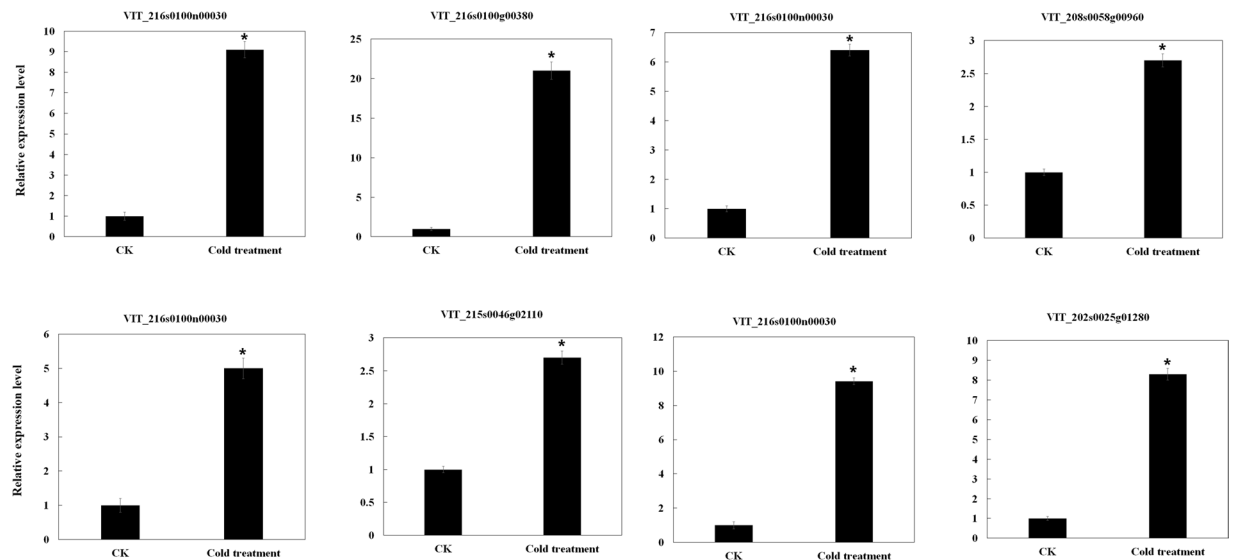 VIT_216s0100n00030
Relative expression level
10
9
8
7
6
5
4
3
2
1
0
*
CK
Cold treatment
VIT_216s0100g00380
25
20
15
10
5
0
*
CK
Cold treatment
VIT_216s0100n00030
7
6
5
4
3
2
1
0
*
CK
Cold treatment
VIT_208s0058g00960
3
2.5
2
1.5
1
0.5
0
*
CK
Cold treatment
VIT_216s0100n00030
Relative expression level
6
5
4
3
2
1
0
*
CK
Cold treatment
VIT_215s0046g02110
3
2.5
2
1.5
1
0.5
0
*
CK
Cold treatment
VIT_216s0100n00030
12
10
8
6
4
2
0
*
CK
Cold treatment
VIT_202s0025g01280
10
9
8
7
6
5
4
3
2
1
0
*
CK
Cold treatment